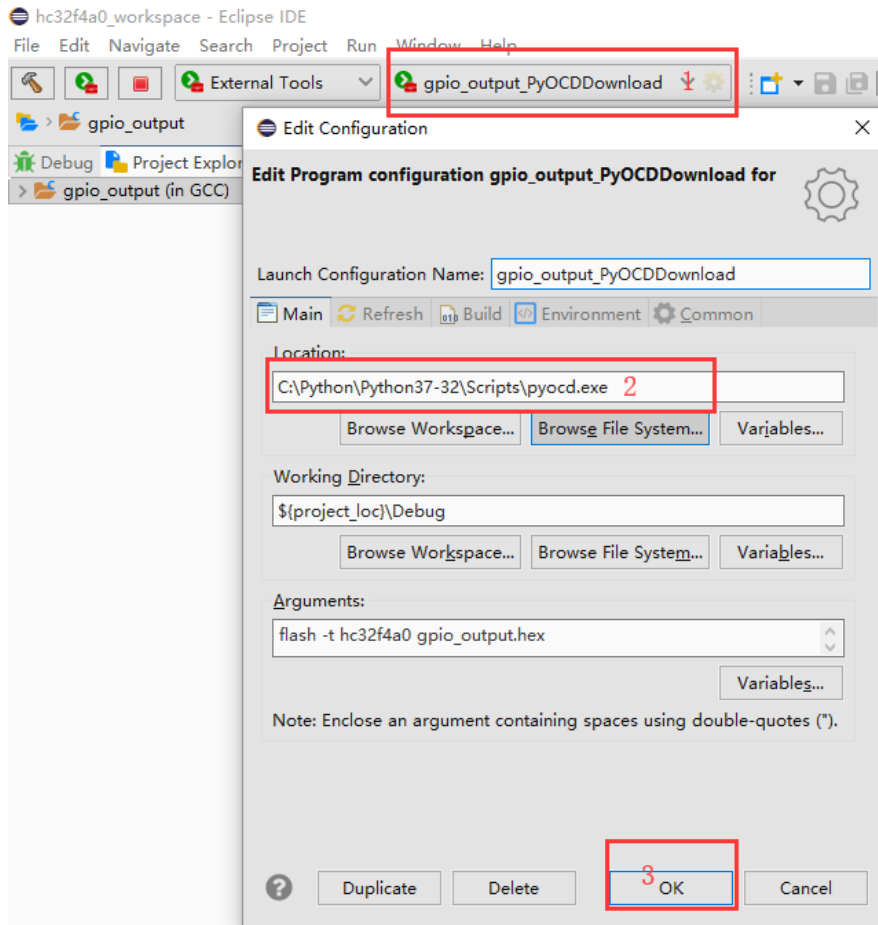 hc32f4a0_workspace - Eclipse IDE
File Edit Navigate Search Project Run Window Help
External Tools gpio_output_PyOCDDownload 1
gpio_output
Edit Configuration
Debug Project Explor
Edit Program configuration gpio_output_PyOCDDownload for
gpio_output (in GCC)
Launch Configuration Name: gpio_output_PyOCDDownload
Main Refresh Build Environment Common
Location:
C:\Python\Python37-32\Scripts\pyocd.exe 2
Browse Workspace... Browse File System... Variables...
Working Directory:
${project_loc}\Debug
Browse Workspace... Browse File System... Variables...
Arguments:
flash -t hc32f4a0 gpio_output.hex
Variables...
Note: Enclose an argument containing spaces using double-quotes (").
3
Duplicate Delete OK Cancel